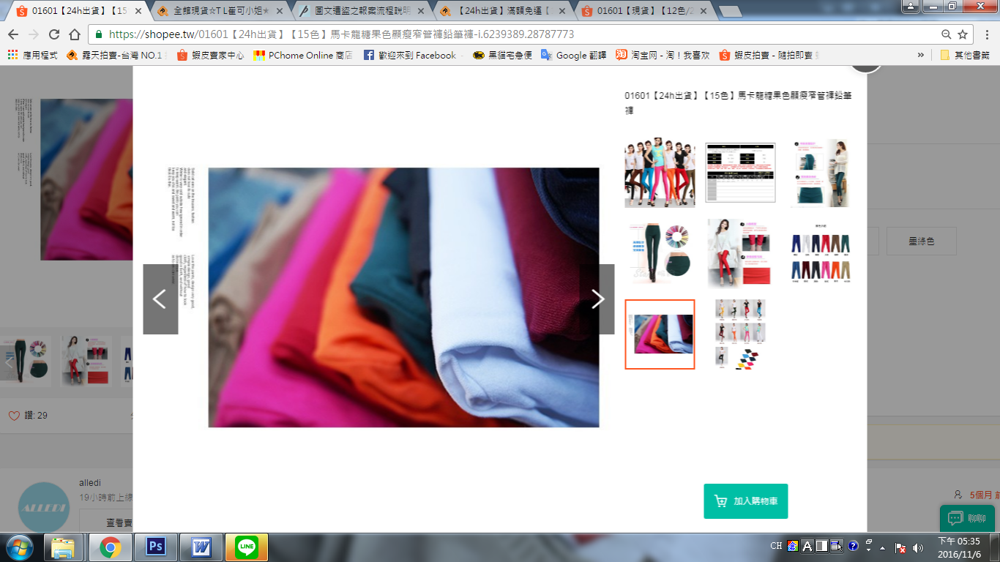 01601【24h出貨】【15
全館現貨☆T L崔可小姐★
圖文遭盜之報案流程說明
【24h出貨】滿額免運【
01601【現貨】【12色/2
https://shopee.tw/01601【24h出貨】【15色】馬卡龍糖果色顯瘦窄管褲鉛筆褲-i.6239389.28787773
應用程式
露天拍賣-台灣 NO.1
蝦皮賣家中心
PChome Online 商店
歡迎來到 Facebook
黑貓宅急便
Google 翻譯
淘宝网 - 淘！我喜欢
蝦皮拍賣 - 隨拍即賣
»
其他書籤
01601【24h出貨】【15色】馬卡龍糖果色顯瘦窄管褲鉛筆
褲
墨綠色
讚: 29
alledi
19小時前上線
ALLEDI
查看賣
加入購物車
5個月 前
聊聊
Ps
W
LINE
CH
A
下午 05:35
2016/11/6